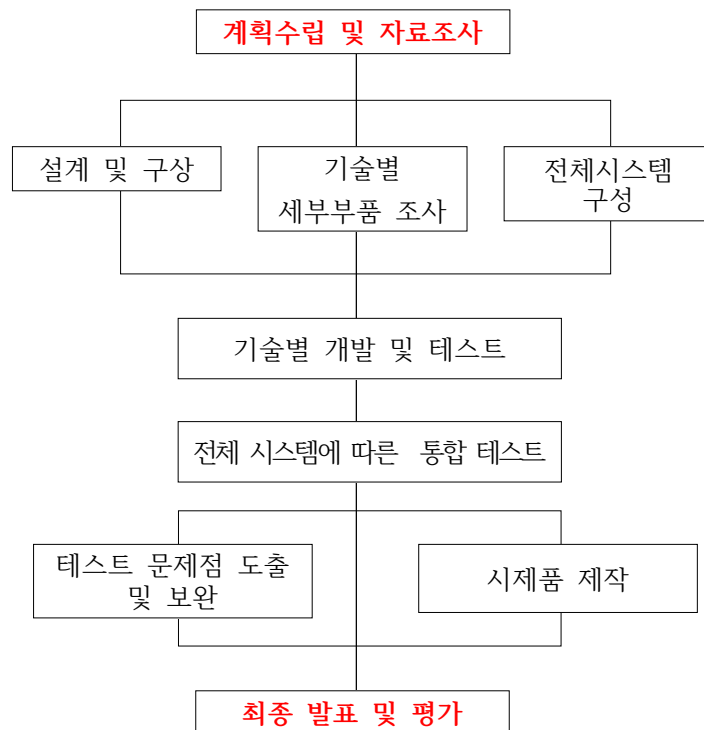 계획수립 및 자료조사
설계 및 구상
기술별
세부부품 조사
전체시스템
구성
기술별 개발 및 테스트
전체 시스템에 따른 통합 테스트
테스트 문제점 도출
및 보완
시제품 제작
최종 발표 및 평가